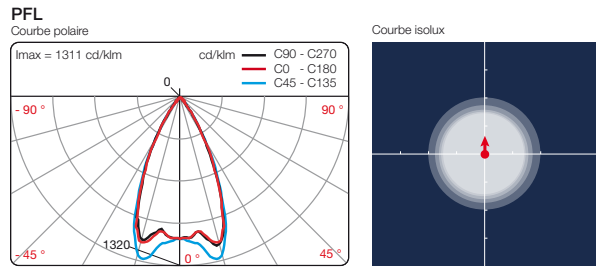 PFL
Courbe polaire
Courbe isolux
Imax = 1311 cd/klm
cd/klm
C90 - C270
C0 - C180
C45 - C135
0
- 90 °
90 °
1320
- 45 °
0 °
45 °